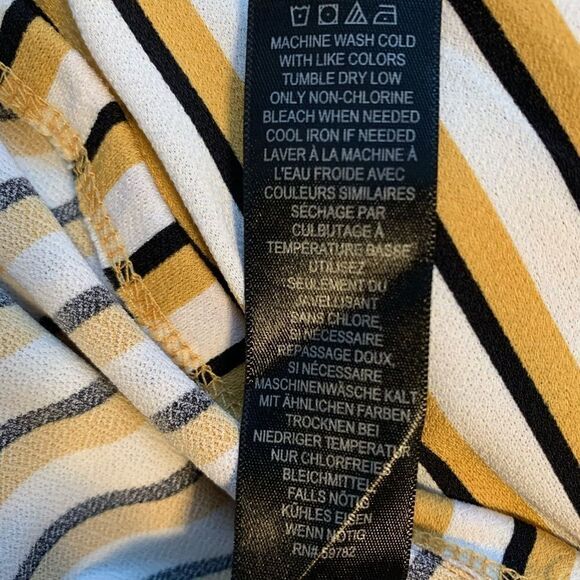 MACHINE WASH COLD
WITH LIKE COLORS
TUMBLE DRY LOW
ONLY NON-CHLORINE
BLEACH WHEN NEEDED
COOL IRON IF NEEDED
LAVER À LA MACHINE À
L'EAU FROIDE AVEC
COULEURS SIMILAIRES
SÉCHAGE PAR
CULBUTAGE À
TEMPÉRATURE BASSE
UTILISEZ
SEULEMENT DU
JAVELLISANT
SANS CHLORE,
SI NÉCESSAIRE
REPASSAGE DOUX,
SI NÉCESSAIRE
MASCHINENWÄSCHE KALT
MIT ÄHNLICHEN FARBEN
TROCKNEN BEI
NIEDRIGER TEMPERATUR
NUR CHLORFREIES
BLEICHMITTEL
FALLS NÖTIG
KÜHLES EISEN
WENN NÖTIG
RN# 59782